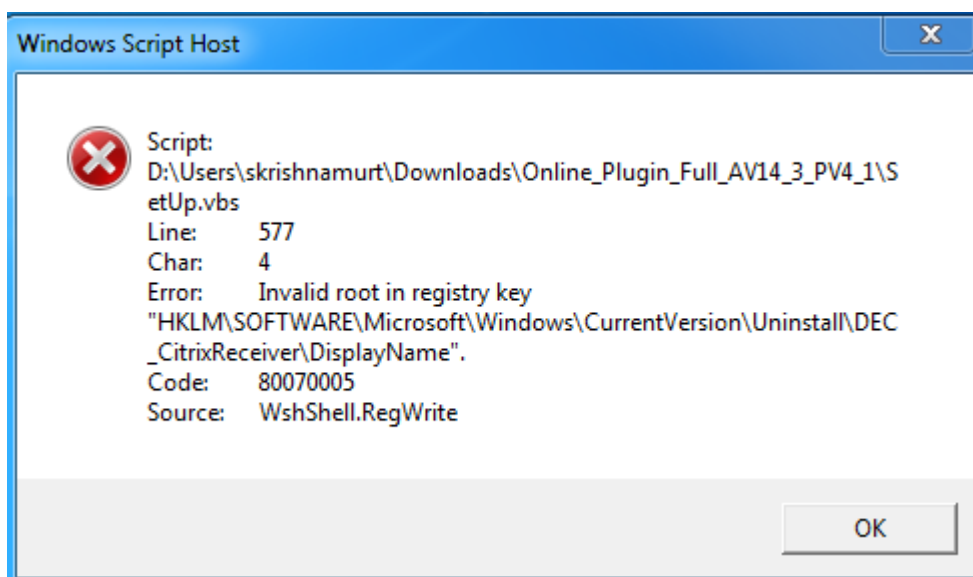 Windows Script Host
Script:
D:\Users\skrishnamurt\Downloads\Online_Plugin_Full_AV14_3_PV4_1\S
etUp.vbs
Line: 577
Char: 4
Error: Invalid root in registry key
"HKLM\SOFTWARE\Microsoft\Windows\CurrentVersion\Uninstall\DEC
_CitrixReceiver\DisplayName".
Code: 80070005
Source: WshShell.RegWrite
OK